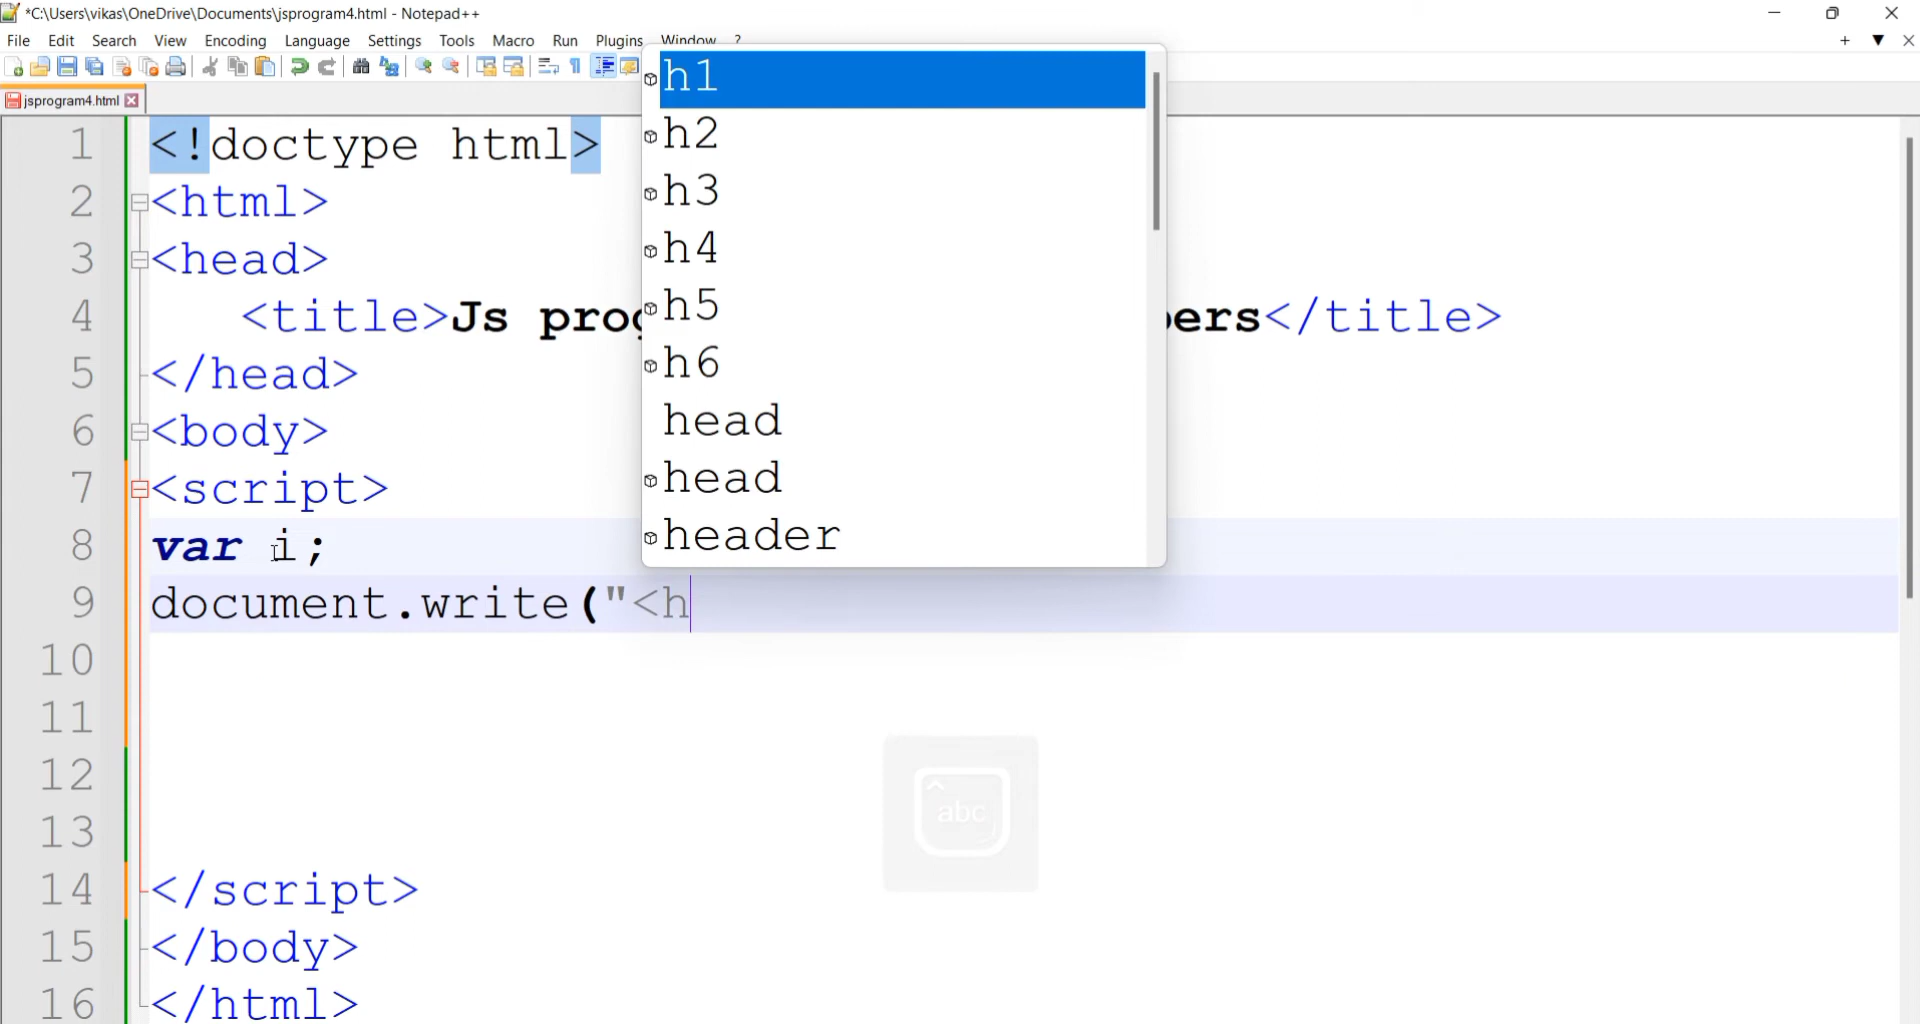 *C:\Users\vikas\OneDrive\Documents\jsprogram4.html - Notepad++
File Edit Search View Encoding Language Settings Tools Macro Run Plugins Window ?
jsprogram4.html
1 <!doctype html>
2 <html>
3 <head>
4 <title>Js </title>
5 </head>
6 <body>
7 <script>
8 var i;
9 document.write("<h
10
11
12
13
14 </script>
15 </body>
16 </html>
h1
h2
h3
h4
h5
h6
head
head
header
abc